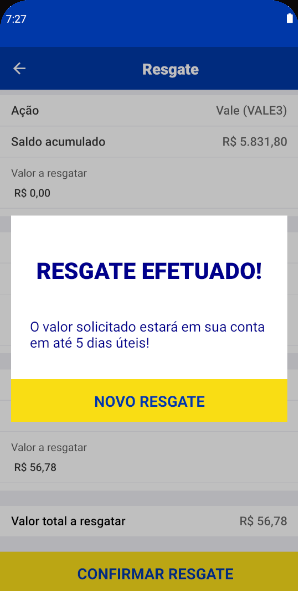 7:27
Resgate
Ação Vale (VALE3)
Saldo acumulado R$ 5.831,80
Valor a resgatar
R$ 0,00
RESGATE EFETUADO!
O valor solicitado estará em sua conta
em até 5 dias úteis!
NOVO RESGATE
Valor a resgatar
R$ 56,78
Valor total a resgatar R$ 56,78
CONFIRMAR RESGATE